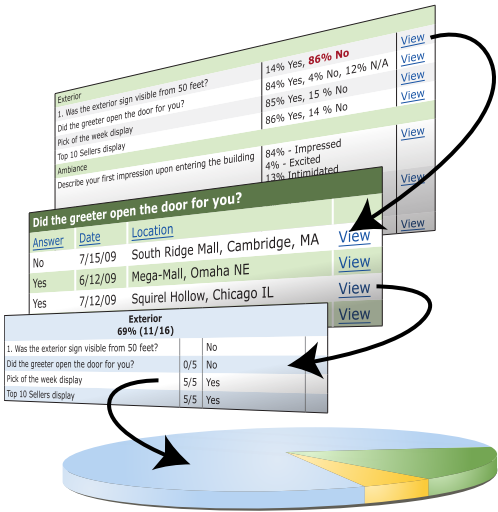 Exterior
1. Was the exterior sign visible from 50 feet? 14% Yes, 86% No View
Did the greeter open the door for you? 84% Yes, 4% No, 12% N/A View
Pick of the week display 85% Yes, 15 % No View
Top 10 Sellers display 86% Yes, 14 % No View
Ambiance
Describe your first impression upon entering the building 84% - Impressed View
4% - Excited
13% Intimidated View
View
Did the greeter open the door for you?
Answer Date Location
No 7/15/09 South Ridge Mall, Cambridge, MA View
Yes 6/12/09 Mega-Mall, Omaha NE View
Yes 7/12/09 Squirel Hollow, Chicago IL View
View
Exterior
69% (11/16)
1. Was the exterior sign visible from 50 feet? No
Did the greeter open the door for you? 0/5 No
Pick of the week display 5/5 Yes
Top 10 Sellers display 5/5 Yes